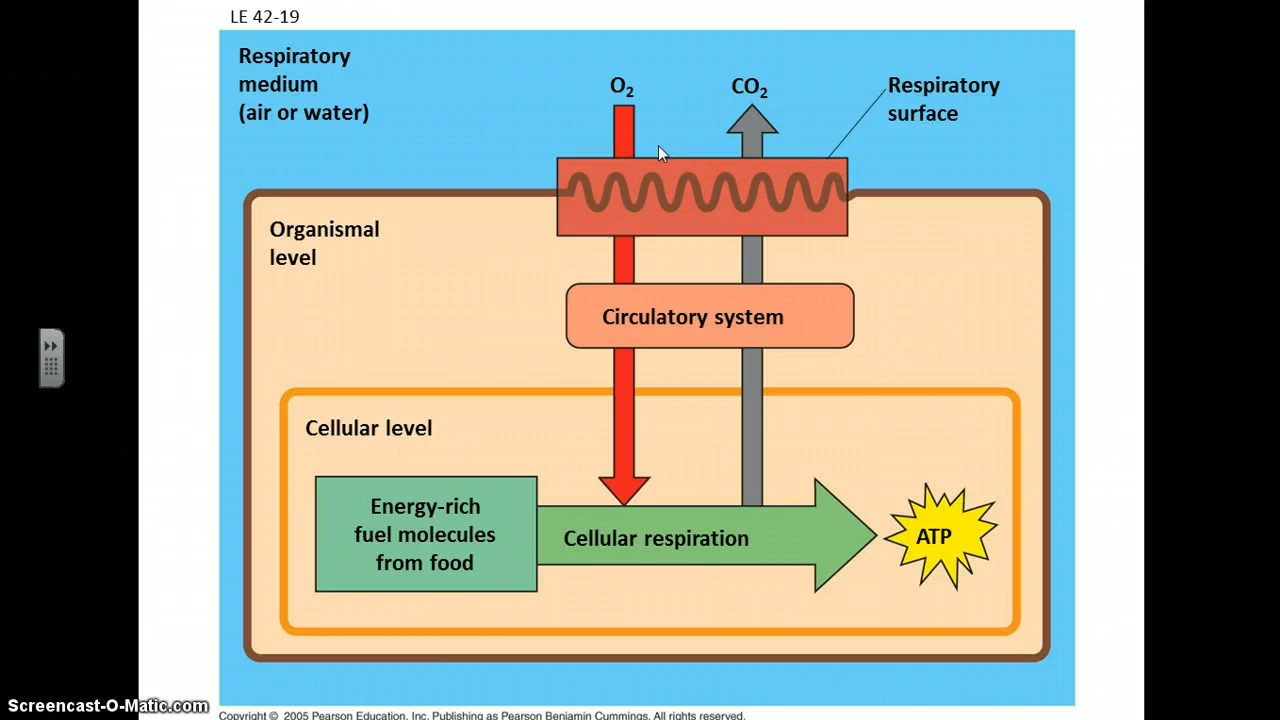 LE 42-19
Respiratory
medium
(air or water)
O₂
CO₂
Respiratory
surface
Organismal
level
Circulatory system
Cellular level
Energy-rich
fuel molecules
from food
Cellular respiration
ATP
Screencast-O-Matic.com
Copyright © 2005 Pearson Education, Inc. Publishing as Pearson Benjamin Cummings. All rights reserved.